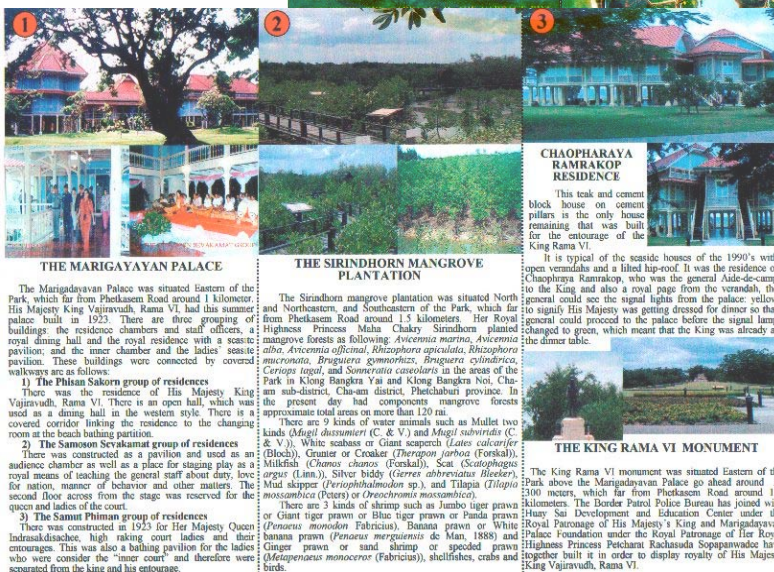 1
THE MARIGAYAYAN PALACE
The Marigadayavan Palace was situated Eastern of the
Park, which far from Phetkasem Road around 1 kilometer.
His Majesty King Vajiravudh, Rama VI, had this summer
palace built in 1923. There are three grouping of
buildings: the residence chambers and staff officers, a
royal dining hall and the royal residence with a seasite
pavilion; and the inner chamber and the ladies' seasite
pavilion. These buildings were connected by covered
walkways are as follows:
1) The Phisan Sakorn group of residences
There was the residence of His Majesty King
Vajiravudh, Rama VI. There is an open hall, which was
used as a dining hall in the western style. There is a
covered corridor linking the residence to the changing
room at the beach bathing partition.
2) The Samoson Sevakamat group of residences
There was constructed as a pavilion and used as an
audience chamber as well as a place for staging play as a
royal means of teaching the general staff about duty, love
for nation, manner of behavior and other matters. The
second floor across from the stage was reserved for the
queen and ladies of the court.
3) The Samut Phiman group of residences
There was constructed in 1923 for Her Majesty Queen
Indrasakdisachee, high raking court ladies and their
entourages. This was also a bathing pavilion for the ladies
who were consider the "inner court" and therefore were
separated from the king and his entourage.
2
THE SIRINDHORN MANGROVE
PLANTATION
The Sirindhorn mangrove plantation was situated North
and Northeastern, and Southeastern of the Park, which far
from Phetkasem Road around 1.5 kilometers. Her Royal
Highness Princess Maha Chakry Sirindhorn planted
mangrove forests as following: Avicennia marina, Avicennia
alba, Avicennia officinal, Rhizophora apiculata, Rhizophora
mucronata, Bruguiera gymnorhizs, Bruguera cylindirica,
Ceriops tagal, and Sonneratia caseolaris in the areas of the
Park in Klong Bangkra Yai and Klong Bangkra Noi, Cha-
am sub-district, Cha-am district, Phetchaburi province. In
the present day had components mangrove forests
approximate total areas on more than 120 rai.
There are 9 kinds of water animals such as Mullet two
kinds (Mugil dussumieri (C. & V.) and Mugil subvirtdis (C.
& V.)), White seabass or Giant seaperch (Lates calcarifer
(Bloch)), Grunter or Croaker (Therapon jarboa (Forskal)),
Milkfish (Chanos chanos (Forskal)), Scat (Scatophagus
argus (Linn.)), Silver biddy (Gerres abbreviatus Bleeker),
Mud skipper (Periophthalmodon sp.), and Tilapia (Tilapia
mossambica (Peters) or Oreochromis mossambica).
There are 3 kinds of shrimp such as Jumbo tiger prawn
or Giant tiger prawn or Blue tiger prawn or Panda prawn
(Penaeus monodon Fabricius), Banana prawn or White
banana prawn (Penaeus merguiensis de Man, 1888) and
Ginger prawn or sand shrimp or specded prawn
(Metapenaeus monoceros (Fabricius)), shellfishes, crabs and
birds.
3
CHAOPHARAYA
RAMRAKOP
RESIDENCE
This teak and cement
block house on cement
pillars is the only house
remaining that was built
for the entourage of the
King Rama VI.
It is typical of the seaside houses of the 1990's with
open verandahs and a lilted hip-roof. It was the residence o
Chaophraya Ramrakop, who was the general Aide-de-camp
to the King and also a royal page from the verandah, the
general could see the signal lights from the palace: yellow
to signify His Majesty was getting dressed for dinner so tha
general could proceed to the palace before the signal lamp
changed to green, which meant that the King was already a
the dinner table.
THE KING RAMA VI MONUMENT
The King Rama VI monument was situated Eastern of th
Park above the Marigadayavan Palace go ahead around 1
300 meters, which far from Phetkasem Road around 1
kilometers. The Border Patrol Police Bureau has joined wi
Huay Sai Development and Education Center under t
Royal Patronage of His Majesty's King and Marigadayava
Palace Foundation under the Royal Patronage of Her Roy
Highness Princess Petcharat Rachasuda Sopapanwadee hav
together built it in order to display royalty of His Majes
King Vajiravudh, Rama VI.